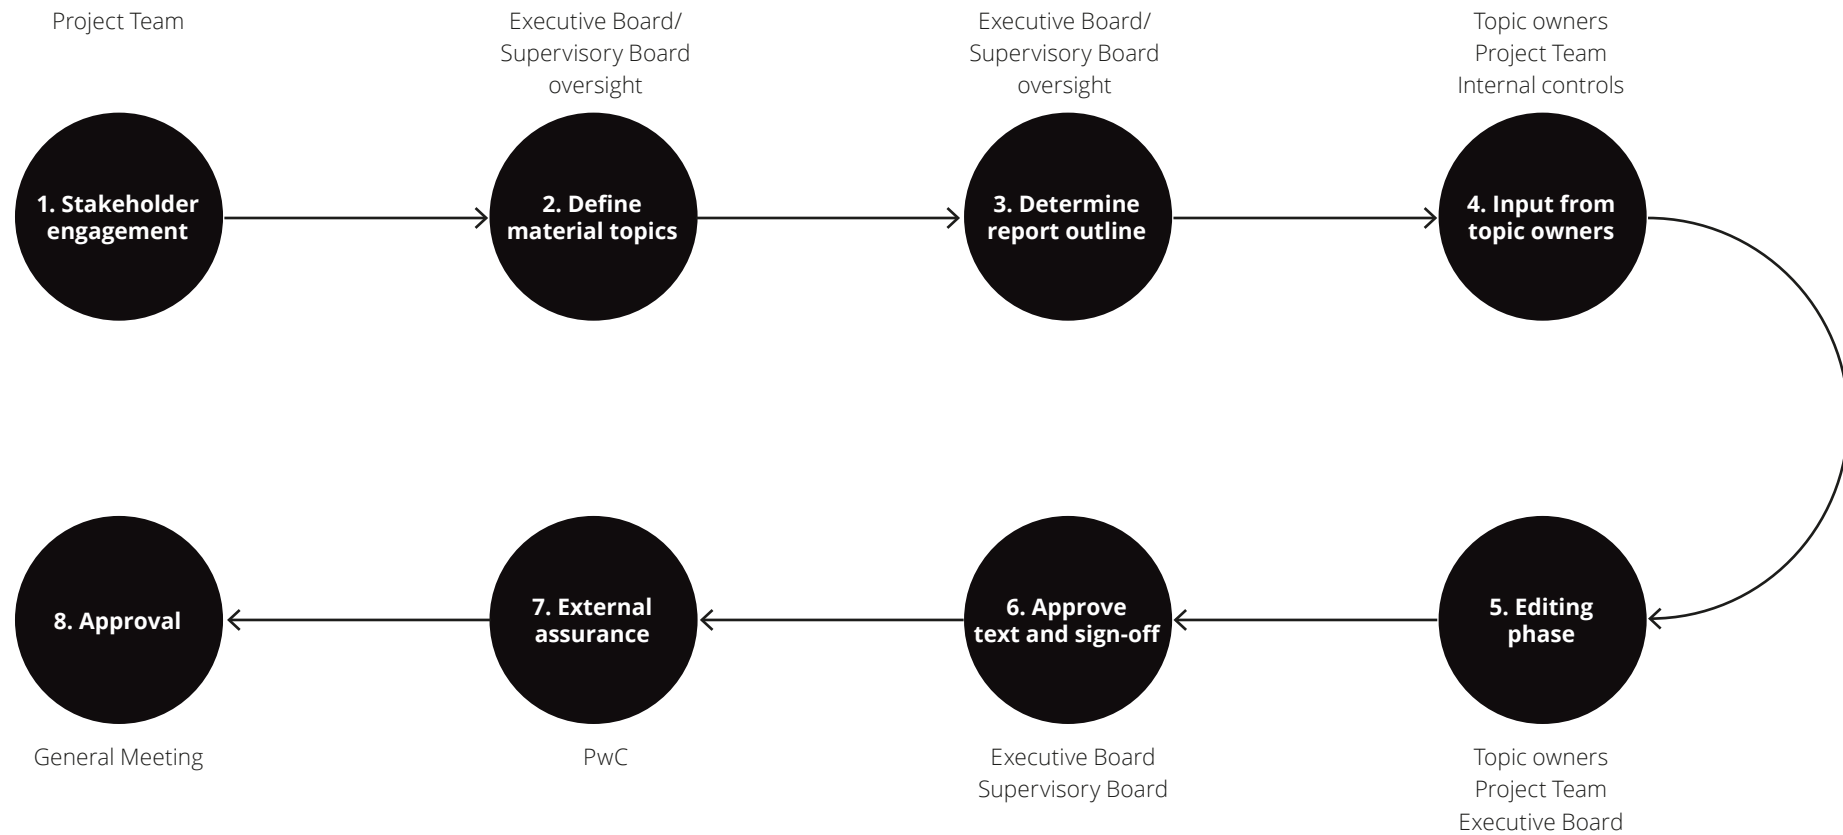 Project Team
Executive Board/
Supervisory Board
oversight
Executive Board/
Supervisory Board
oversight
Topic owners
Project Team
Internal controls
1. Stakeholder
engagement
2. Define
material topics
3. Determine
report outline
4. Input from
topic owners
5. Editing
phase
6. Approve
text and sign-off
7. External
assurance
8. Approval
Topic owners
Project Team
Executive Board
Executive Board
Supervisory Board
PwC
General Meeting